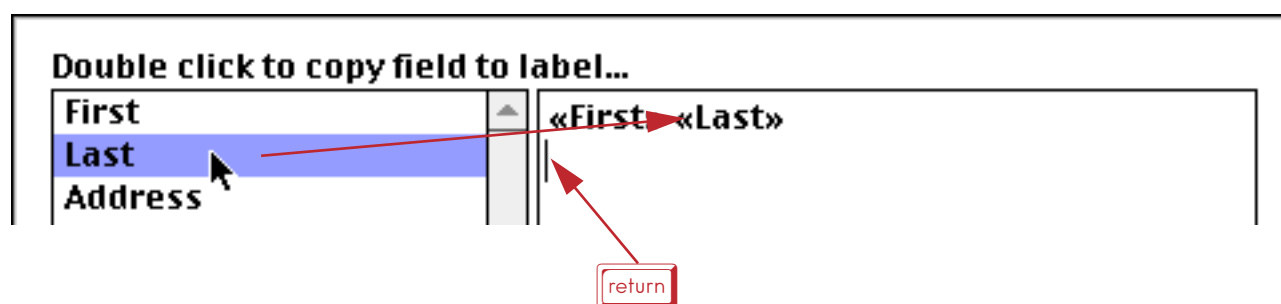 Double click to copy field to label...
First
Last
Address
«First» «Last»
return